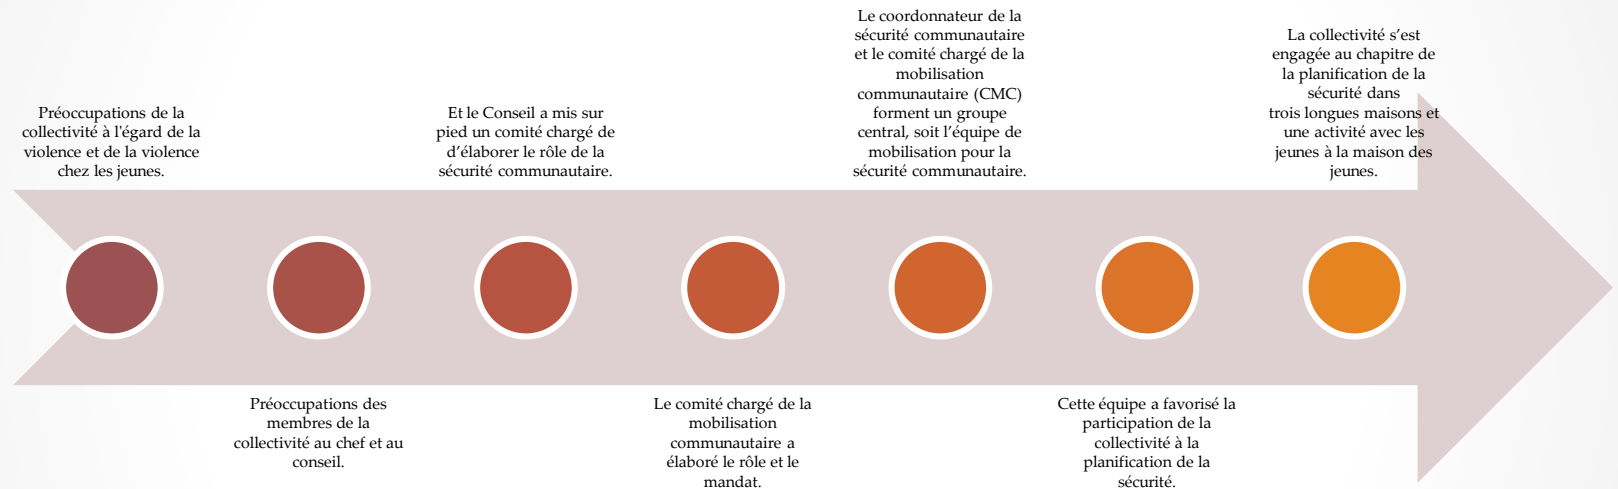 Préoccupations de la
collectivité à l'égard de la
violence et de la violence
chez les jeunes.
Préoccupations des
membres de la
collectivité au chef et au
conseil.
Et le Conseil a mis sur
pied un comité chargé de
d’élaborer le rôle de la
sécurité communautaire.
Le comité chargé de la
mobilisation
communautaire a
élaboré le rôle et le
mandat.
Le coordonnateur de la
sécurité communautaire
et le comité chargé de la
mobilisation
communautaire (CMC)
forment un groupe
central, soit l’équipe de
mobilisation pour la
sécurité communautaire.
Cette équipe a favorisé la
participation de la
collectivité à la
planification de la
sécurité.
La collectivité s’est
engagée au chapitre de
la planification de la
sécurité dans
trois longues maisons et
une activité avec les
jeunes à la maison des
jeunes.